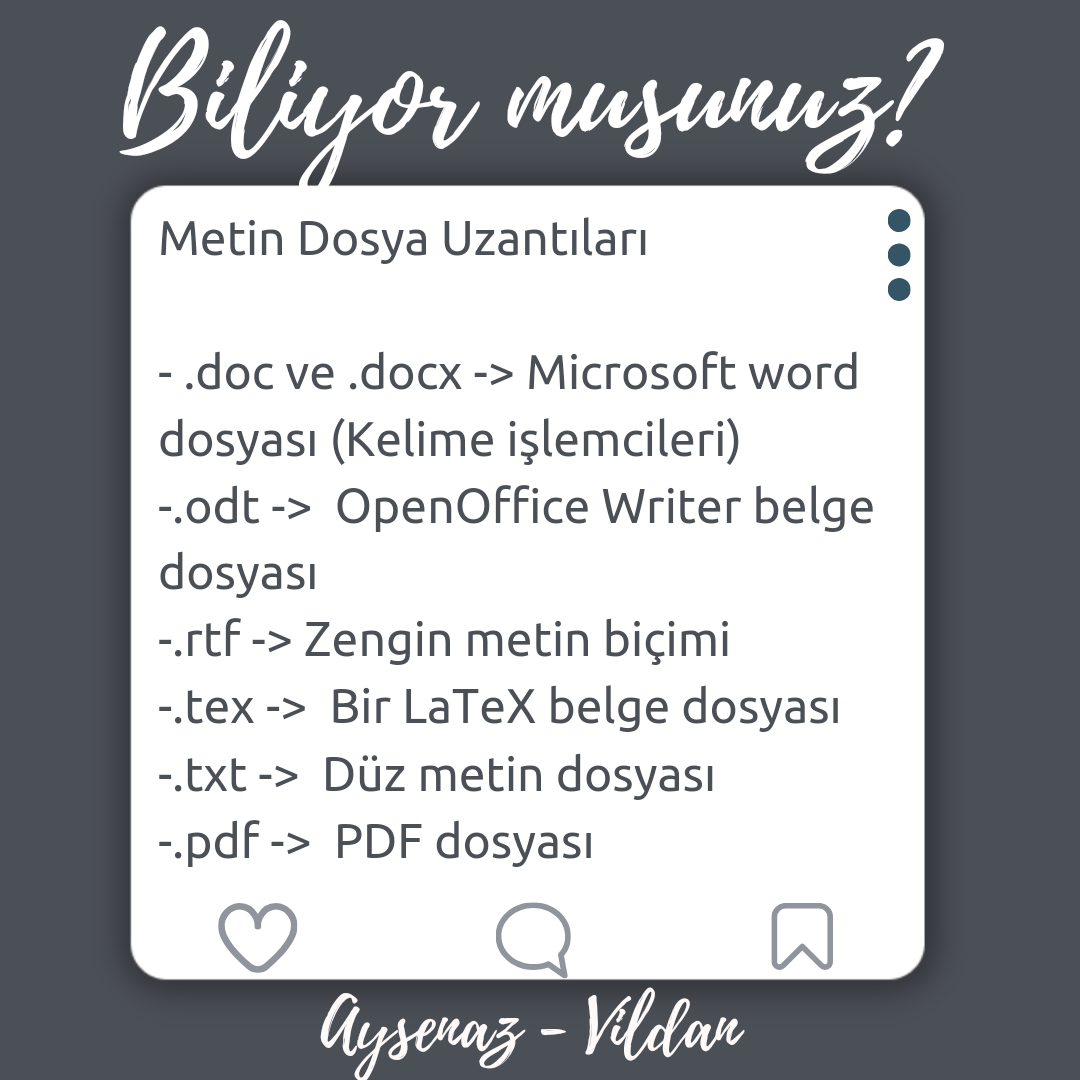 Biliyor musunuz?
Metin Dosya Uzantıları
- .doc ve .docx -> Microsoft word
dosyası (Kelime işlemcileri)
-.odt -> OpenOffice Writer belge
dosyası
-.rtf -> Zengin metin biçimi
-.tex -> Bir LaTeX belge dosyası
-.txt -> Düz metin dosyası
-.pdf -> PDF dosyası
Aysenaz - Vildan